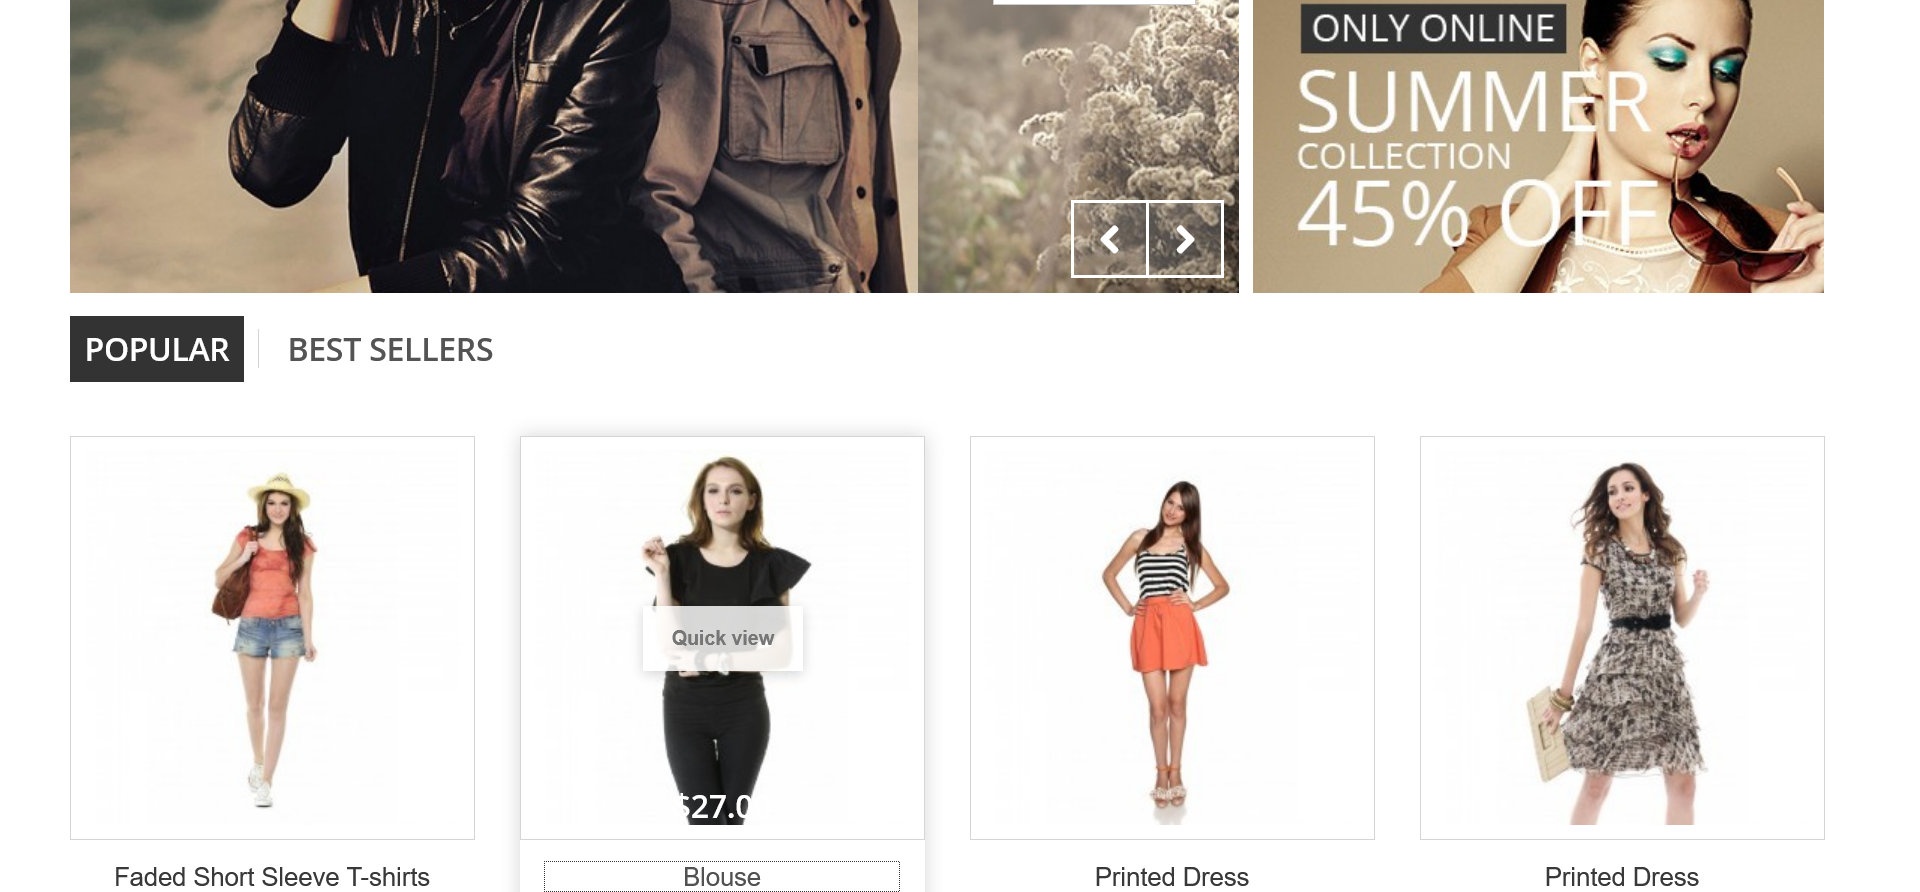 ONLY ONLINE
SUMMER
COLLECTION
45% OFF
POPULAR
BEST SELLERS
Quick view
$27.0
Faded Short Sleeve T-shirts
Blouse
Printed Dress
Printed Dress